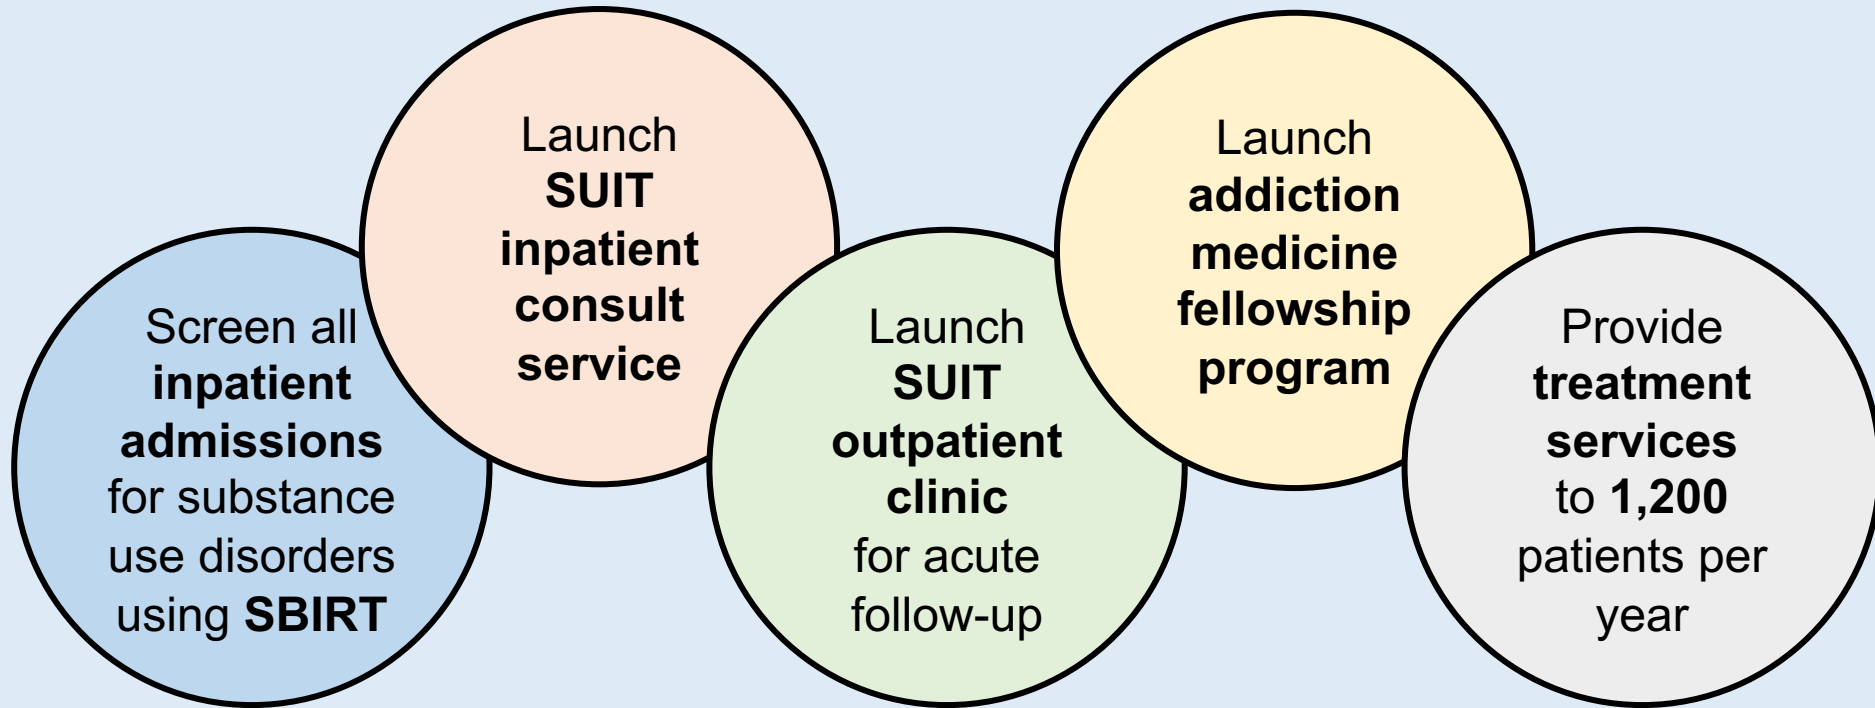 Screen all
inpatient
admissions
for substance
use disorders
using SBIRT
Launch
SUIT
inpatient
consult
service
Launch
SUIT
outpatient
clinic
for acute
follow-up
Launch
addiction
medicine
fellowship
program
Provide
treatment
services
to 1,200
patients per
year